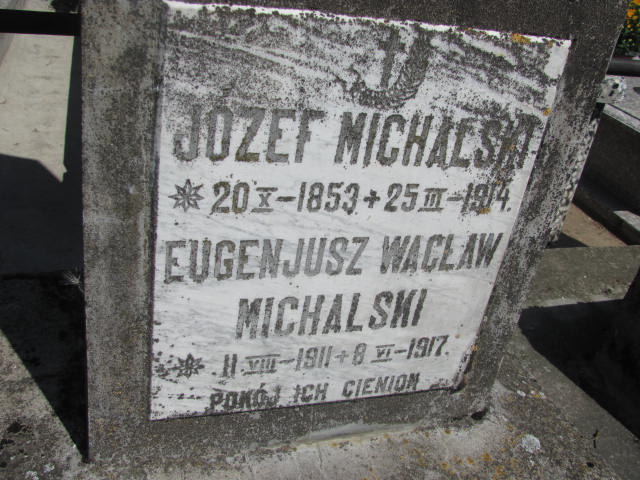 JÓZEF MICHALSKI
20 X-1853 + 25 III-1914.
EUGENJUSZ WACŁAW
MICHALSKI
11 VIII-1911 + 8 VI-1917.
POKÓJ ICH CIENIOM